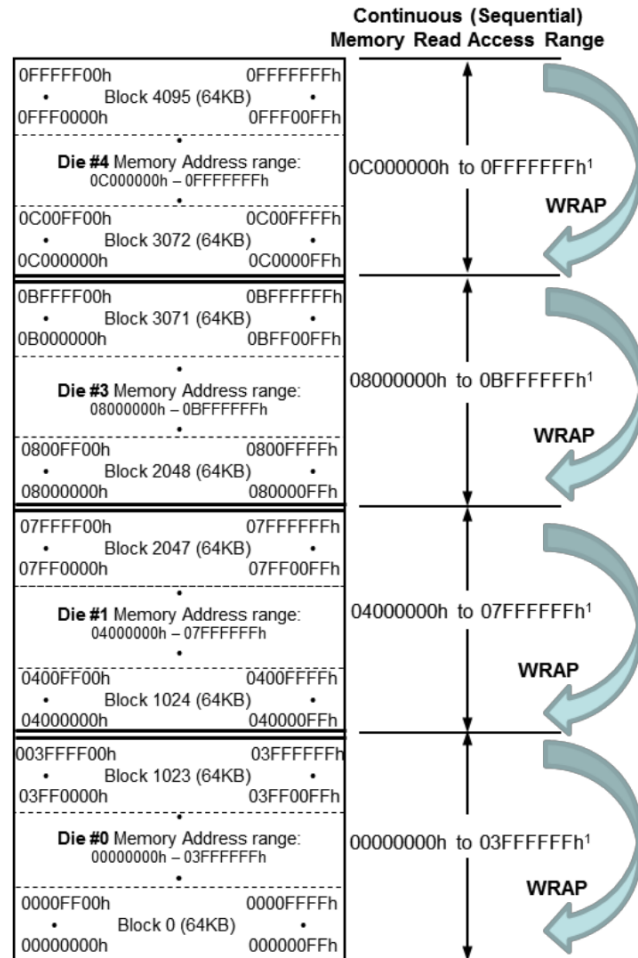 Continuous (Sequential)
Memory Read Access Range
0FFFFF00h 0FFFFFFFh
• Block 4095 (64KB) •
0FFF0000h 0FFF00FFh
•
Die #4 Memory Address range:
0C000000h – 0FFFFFFFh
•
0C000000h to 0FFFFFFFh¹
WRAP
0C00FF00h 0C00FFFFh
• Block 3072 (64KB) •
0C000000h 0C0000FFh
0BFFFF00h 0BFFFFFFh
• Block 3071 (64KB) •
0B000000h 0BFF00FFh
•
Die #3 Memory Address range:
08000000h – 0BFFFFFFh
•
08000000h to 0BFFFFFFh¹
WRAP
0800FF00h 0800FFFFh
• Block 2048 (64KB) •
08000000h 080000FFh
07FFFF00h 07FFFFFFh
• Block 2047 (64KB) •
07FF0000h 07FF00FFh
•
Die #1 Memory Address range:
04000000h – 07FFFFFFh
•
04000000h to 07FFFFFFh¹
WRAP
0400FF00h 0400FFFFh
• Block 1024 (64KB) •
04000000h 040000FFh
003FFFF00h 03FFFFFFh
• Block 1023 (64KB) •
03FF0000h 03FF00FFh
•
Die #0 Memory Address range:
00000000h – 03FFFFFFh
•
00000000h to 03FFFFFFh¹
WRAP
0000FF00h 0000FFFFh
• Block 0 (64KB) •
00000000h 000000FFh